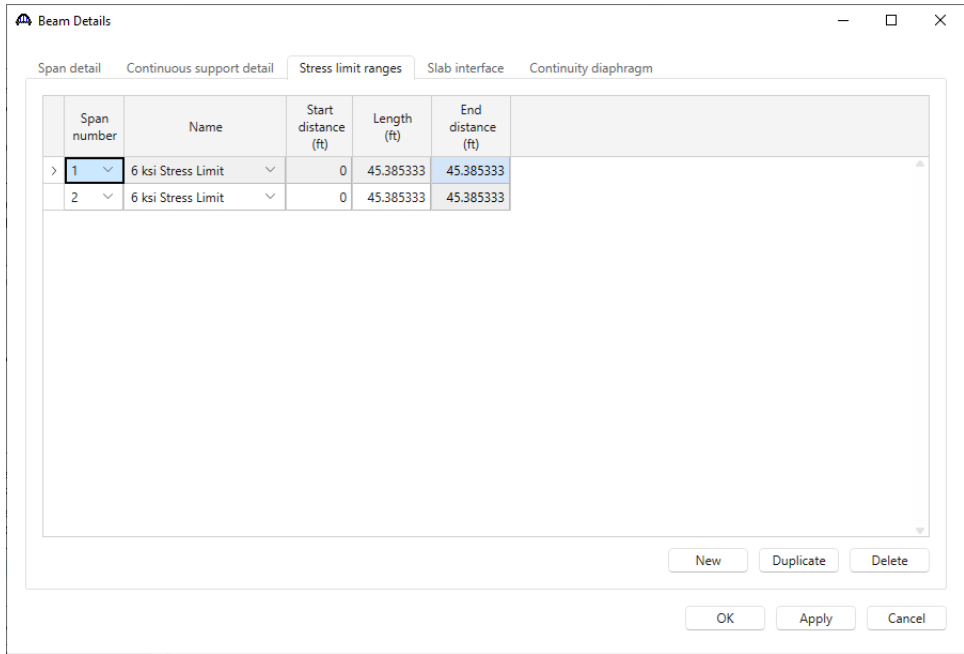 Beam Details
Span detail Continuous support detail Stress limit ranges Slab interface Continuity diaphragm
Span number Name Start distance (ft) Length (ft) End distance (ft)
1 6 ksi Stress Limit 0 45.385333 45.385333
2 6 ksi Stress Limit 0 45.385333 45.385333
New Duplicate Delete
OK Apply Cancel